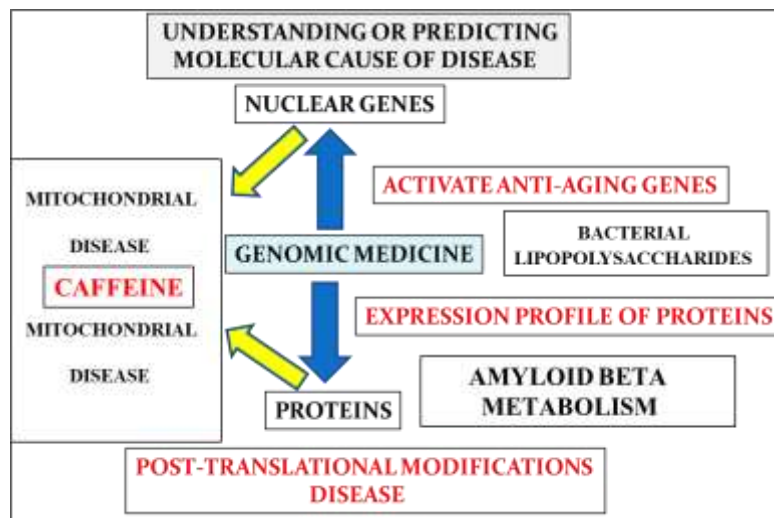 UNDERSTANDING OR PREDICTING
MOLECULAR CAUSE OF DISEASE
NUCLEAR GENES
ACTIVATE ANTI-AGING GENES
MITOCHONDRIAL
DISEASE
CAFFEINE
MITOCHONDRIAL
DISEASE
GENOMIC MEDICINE
BACTERIAL
LIPOPOLYSACCHARIDES
EXPRESSION PROFILE OF PROTEINS
AMYLOID BETA
METABOLISM
PROTEINS
POST-TRANSLATIONAL MODIFICATIONS
DISEASE